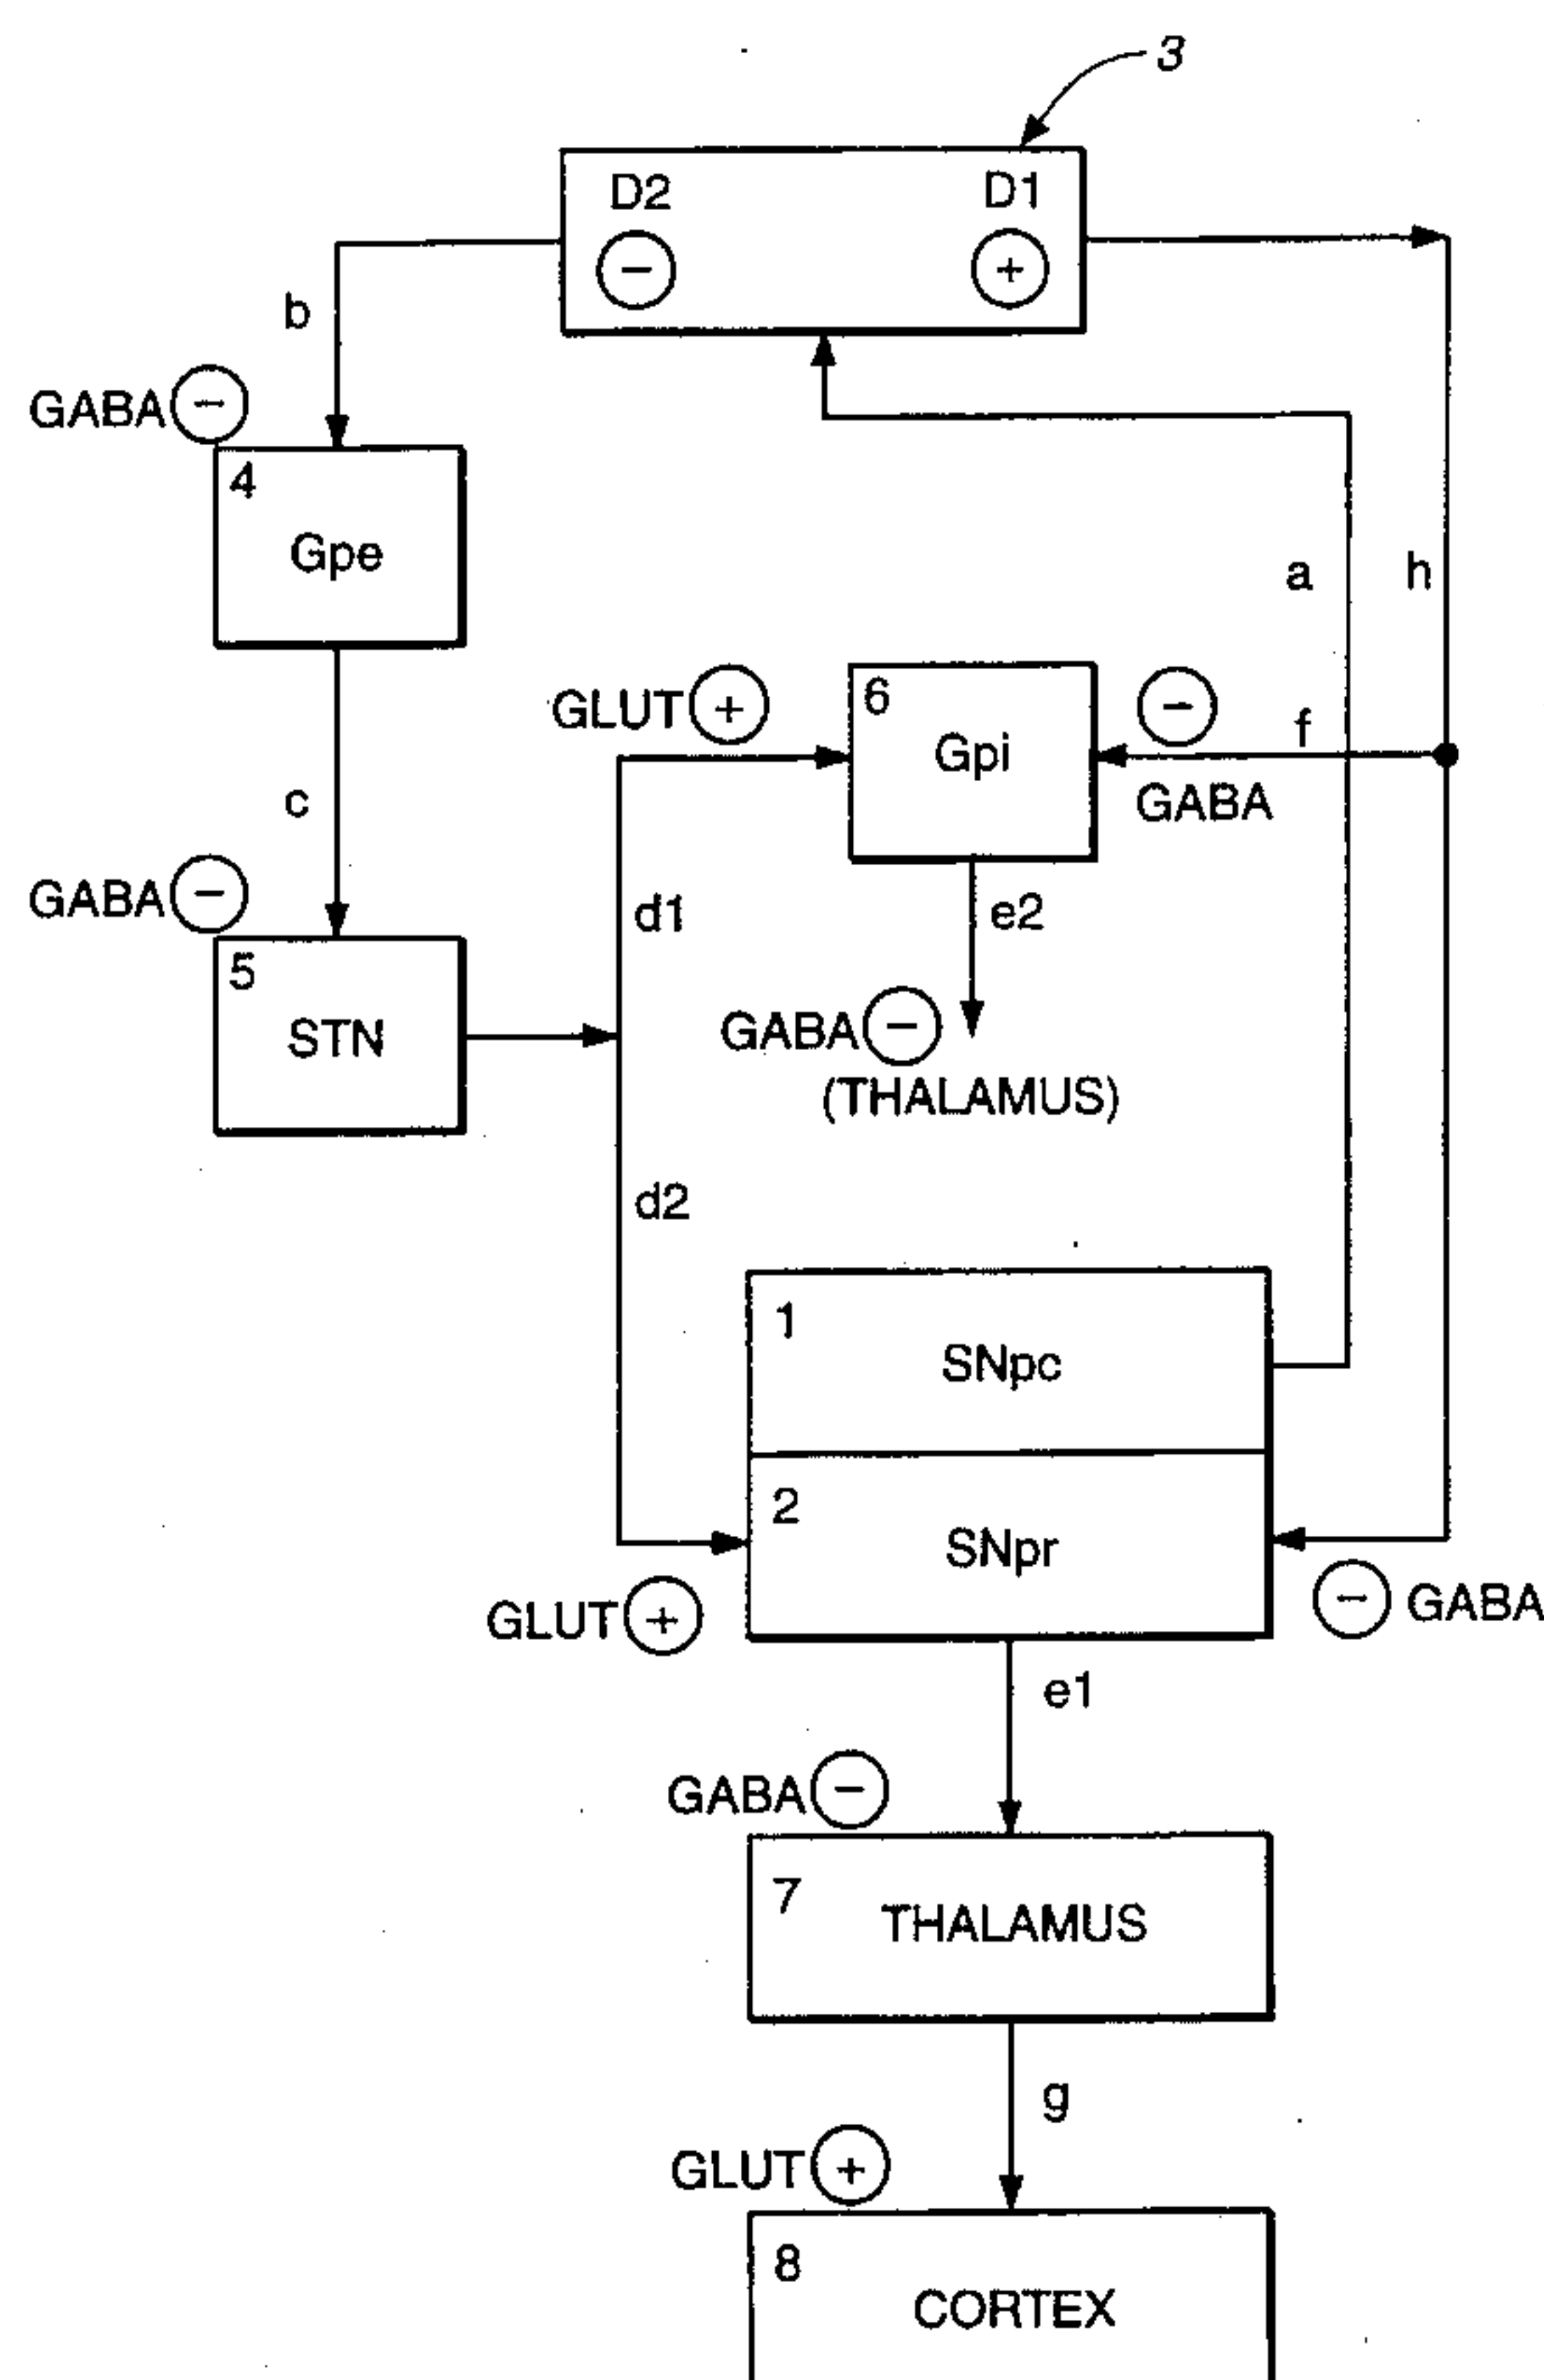 3
D2
D1
−
+
b
GABA −
4
Gpe
a
h
GLUT +
6
Gpi
−
f
GABA
c
GABA −
d1
e2
5
STN
GABA −
(THALAMUS)
d2
1
SNpc
2
SNpr
GLUT +
− GABA
e1
GABA −
7
THALAMUS
g
GLUT +
8
CORTEX